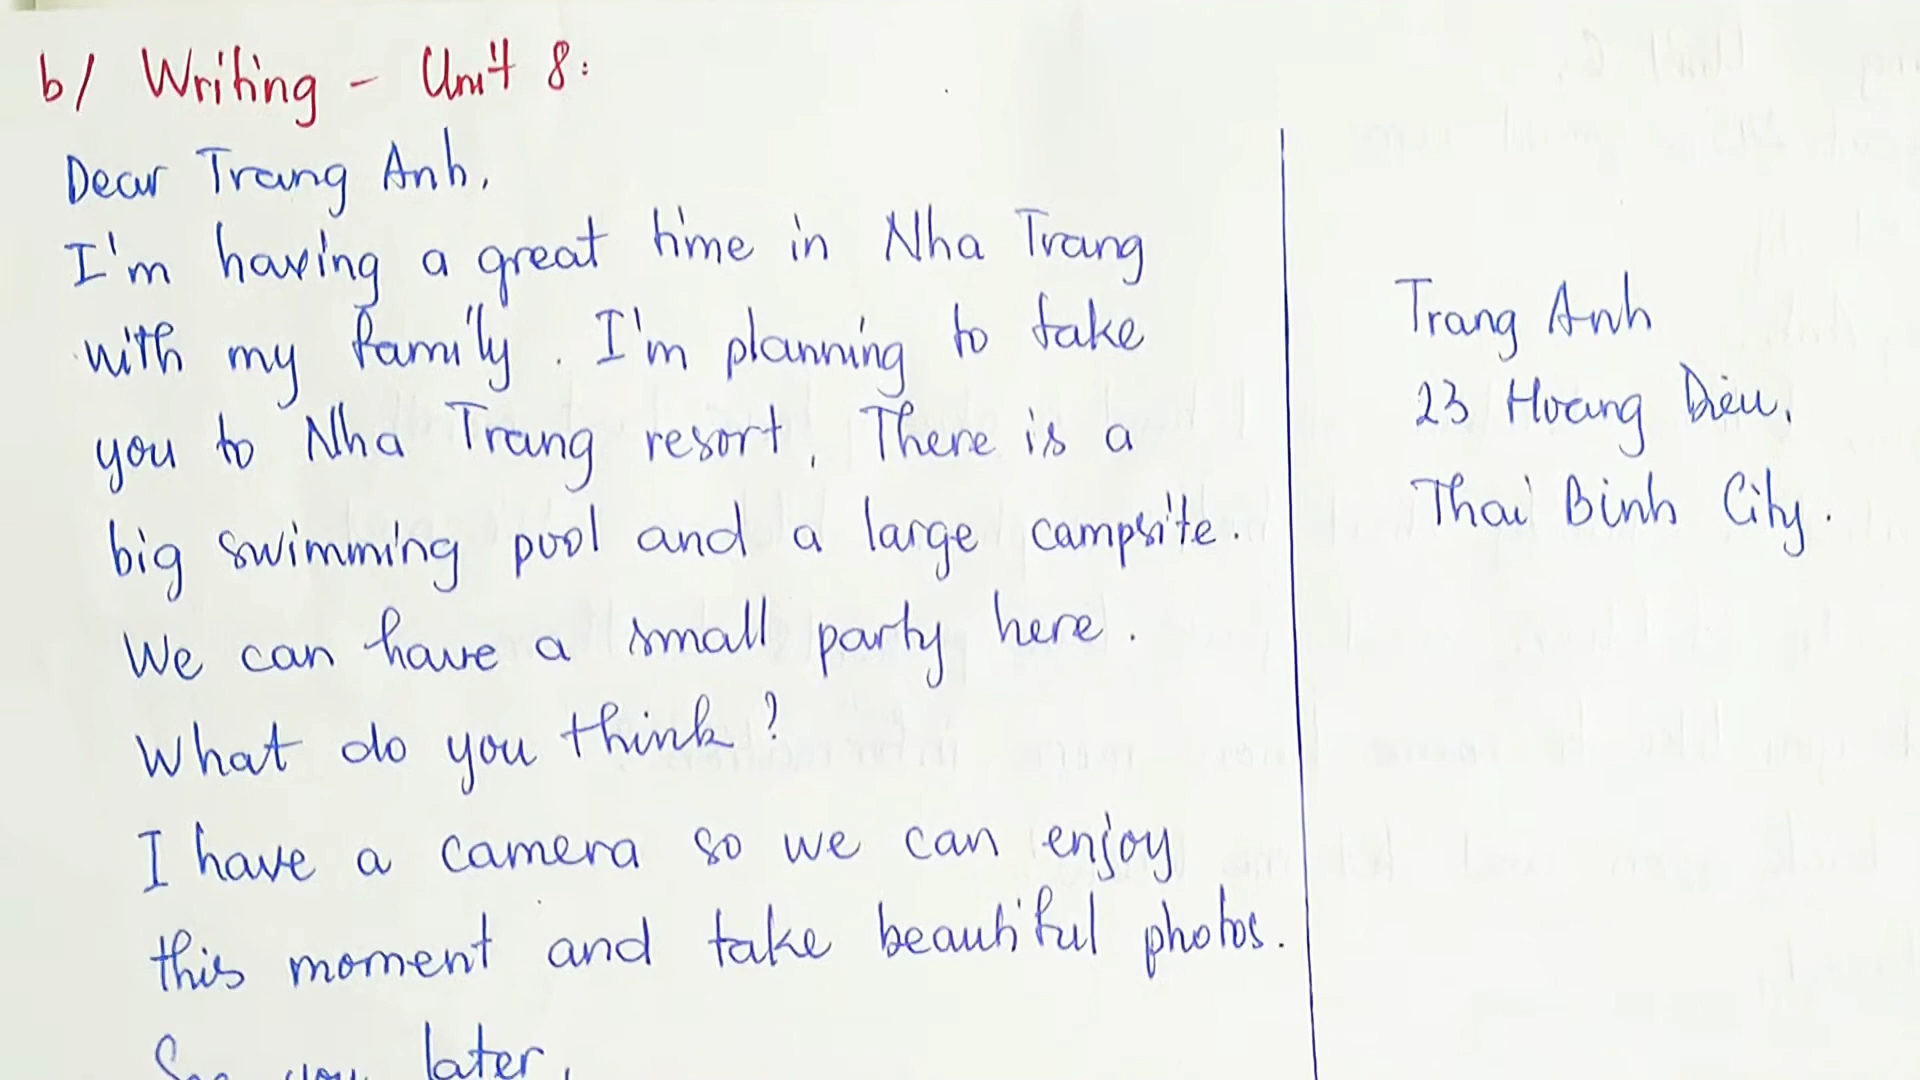 b/ Writing - Unit 8:
Dear Trang Anh,
I'm having a great time in Nha Trang
with my family. I'm planning to take
you to Nha Trang resort, There is a
big swimming pool and a large campsite.
We can have a small party here.
What do you think?
I have a camera so we can enjoy
this moment and take beautiful photos.
See you later,
Trang Anh
23 Hoang Dieu,
Thai Binh City.